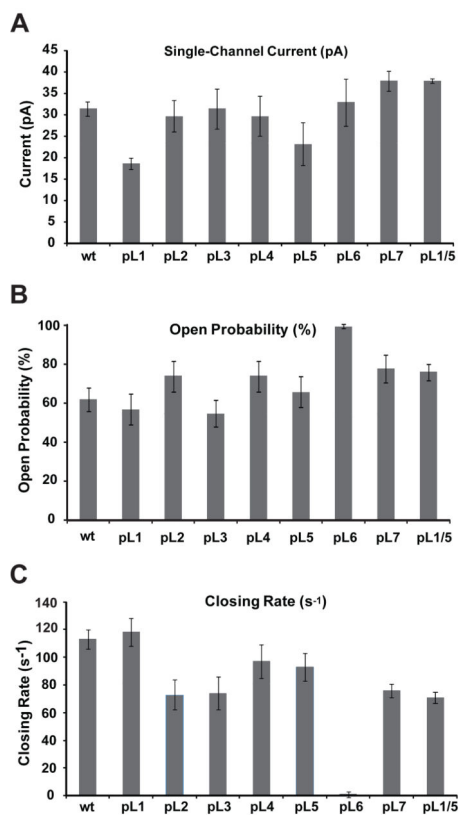 A
Single-Channel Current (pA)
Current (pA)
45
40
35
30
25
20
15
10
5
0
wt pL1 pL2 pL3 pL4 pL5 pL6 pL7 pL1/5
B
Open Probability (%)
Open Probability (%)
100
80
60
40
20
0
wt pL1 pL2 pL3 pL4 pL5 pL6 pL7 pL1/5
C
Closing Rate (s-1)
Closing Rate (s-1)
140
120
100
80
60
40
20
0
wt pL1 pL2 pL3 pL4 pL5 pL6 pL7 pL1/5